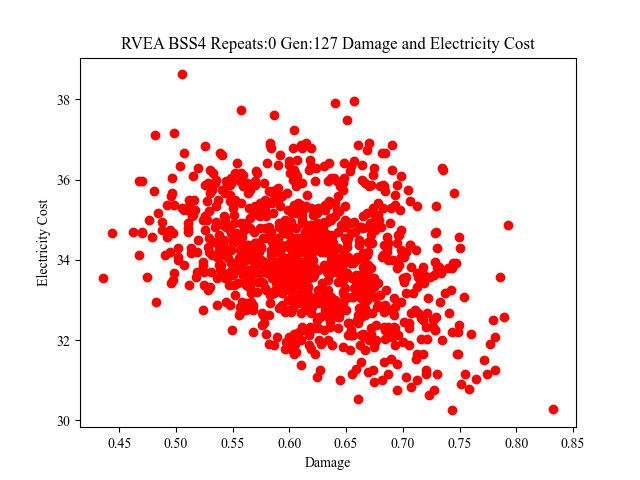 RVEA BSS4 Repeats:0 Gen:127 Damage and Electricity Cost
38
36
34
32
30
Electricity Cost
0.45 0.50 0.55 0.60 0.65 0.70 0.75 0.80 0.85
Damage